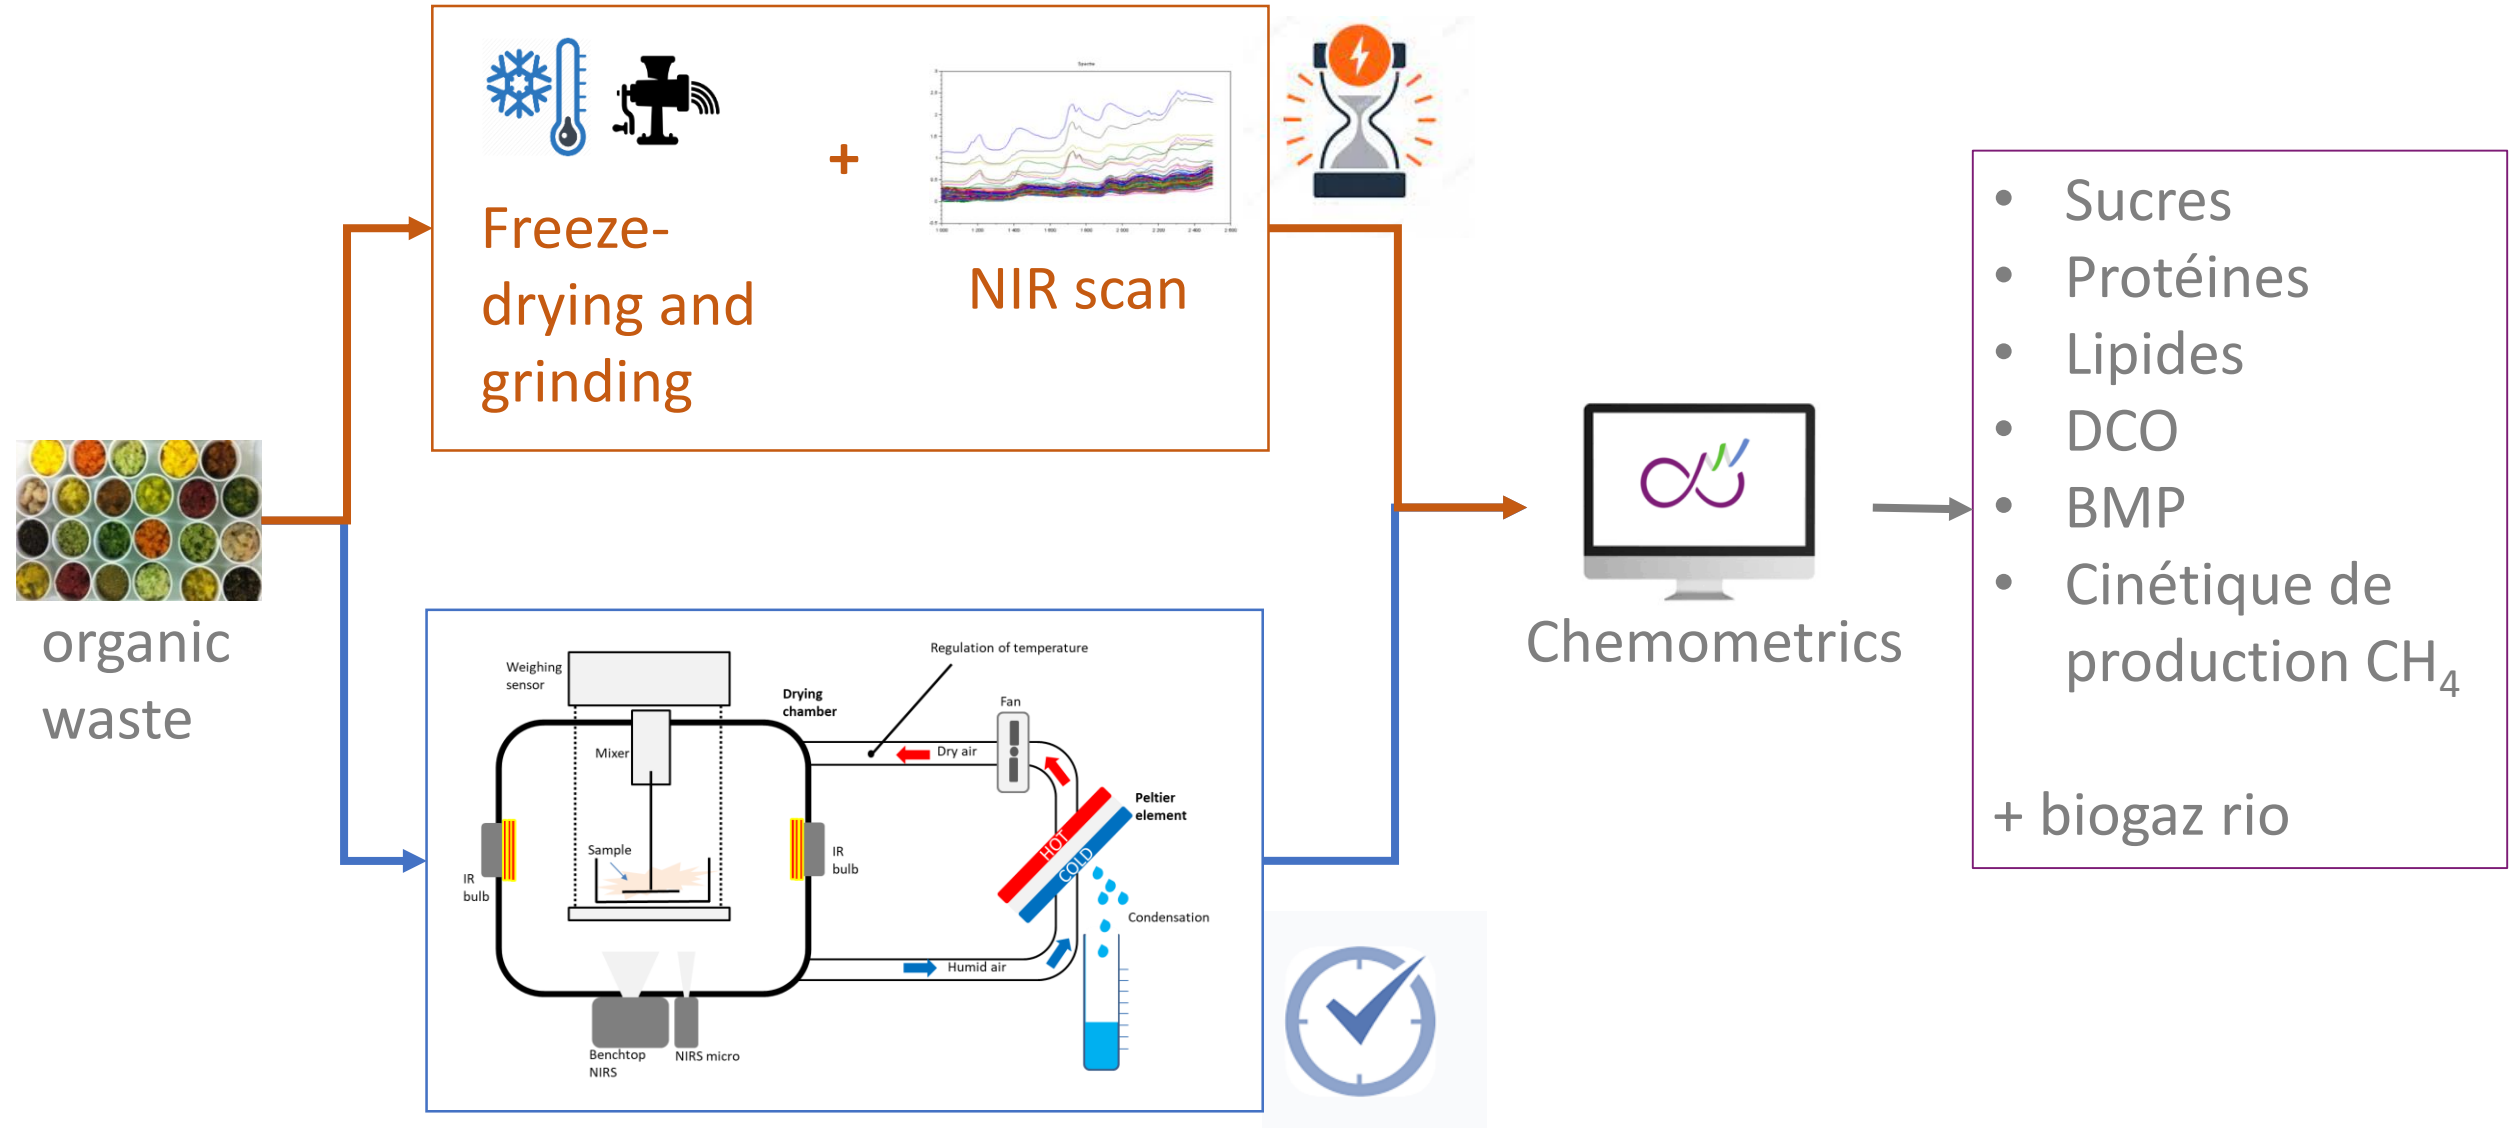 Freeze-
drying and
grinding
+
NIR scan
organic
waste
Weighing
sensor
Mixer
Sample
IR
bulb
Drying
chamber
IR
bulb
Regulation of temperature
Fan
Dry air
Peltier
element
HOT
COLD
Condensation
Humid air
Benchtop
NIRS
NIRS micro
Chemometrics
• Sucres
• Protéines
• Lipides
• DCO
• BMP
• Cinétique de
production CH4
+ biogaz rio